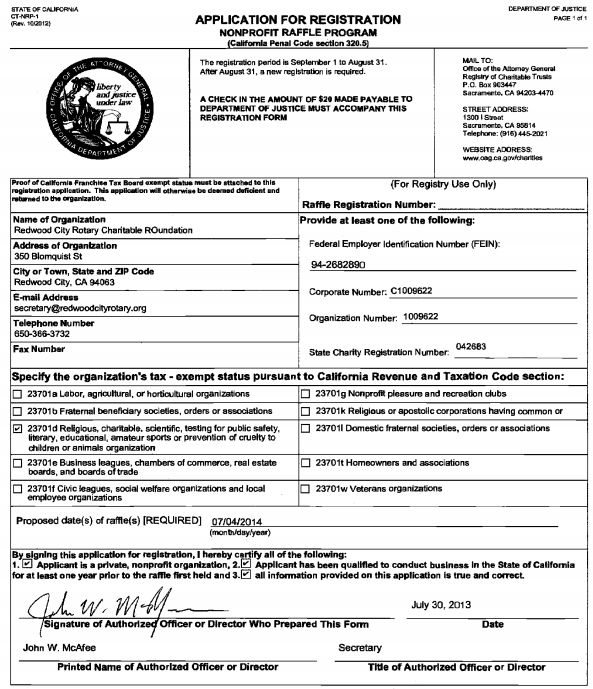 STATE OF CALIFORNIA
CT-NRP-1
(Rev. 10/2012)
DEPARTMENT OF JUSTICE
PAGE 1 of 1
APPLICATION FOR REGISTRATION
NONPROFIT RAFFLE PROGRAM
(California Penal Code section 320.5)
OFFICE OF THE ATTORNEY GENERAL
CALIFORNIA DEPARTMENT OF JUSTICE
liberty
and justice
under law
The registration period is September 1 to August 31.
After August 31, a new registration is required.
A CHECK IN THE AMOUNT OF $20 MADE PAYABLE TO
DEPARTMENT OF JUSTICE MUST ACCOMPANY THIS
REGISTRATION FORM
MAIL TO:
Office of the Attorney General
Registry of Charitable Trusts
P.O. Box 903447
Sacramento, CA 94203-4470
STREET ADDRESS:
1300 I Street
Sacramento, CA 95814
Telephone: (916) 445-2021
WEBSITE ADDRESS:
www.oag.ca.gov/charities
Proof of California Franchise Tax Board exempt status must be attached to this
registration application. This application will otherwise be deemed deficient and
returned to the organization.
(For Registry Use Only)
Raffle Registration Number:
Name of Organization
Redwood City Rotary Charitable ROundation
Address of Organization
350 Blomquist St
City or Town, State and ZIP Code
Redwood City, CA 94063
E-mail Address
secretary@redwoodcityrotary.org
Telephone Number
650-366-3732
Fax Number
Provide at least one of the following:
Federal Employer Identification Number (FEIN):
94-2682890
Corporate Number: C1009622
Organization Number: 1009622
State Charity Registration Number: 042683
Specify the organization's tax - exempt status pursuant to California Revenue and Taxation Code section:
23701a Labor, agricultural, or horticultural organizations
23701b Fraternal beneficiary societies, orders or associations
23701d Religious, charitable, scientific, testing for public safety,
literary, educational, amateur sports or prevention of cruelty to
children or animals organization
23701e Business leagues, chambers of commerce, real estate
boards, and boards of trade
23701f Civic leagues, social welfare organizations and local
employee organizations
23701g Nonprofit pleasure and recreation clubs
23701k Religious or apostolic corporations having common or
23701l Domestic fraternal societies, orders or associations
23701t Homeowners and associations
23701w Veterans organizations
Proposed date(s) of raffle(s) [REQUIRED] 07/04/2014
(month/day/year)
By signing this application for registration, I hereby certify all of the following:
1. Applicant is a private, nonprofit organization, 2. Applicant has been qualified to conduct business in the State of California
for at least one year prior to the raffle first held and 3. all information provided on this application is true and correct.
July 30, 2013
Signature of Authorized Officer or Director Who Prepared This Form
Date
John W. McAfee
Secretary
Printed Name of Authorized Officer or Director
Title of Authorized Officer or Director